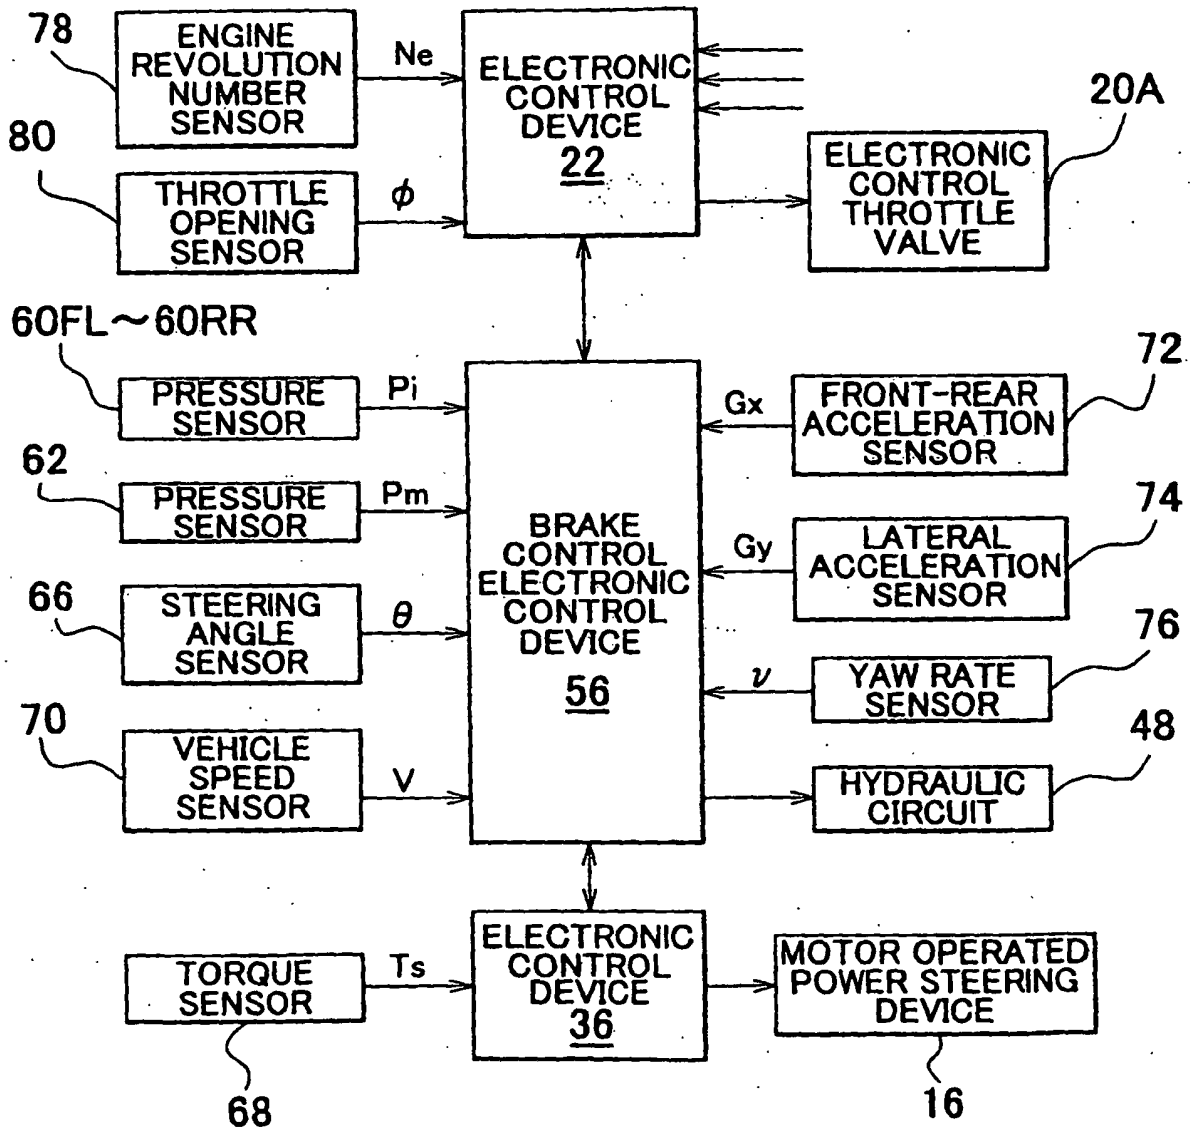 78
ENGINE
REVOLUTION
NUMBER
SENSOR
Ne
ELECTRONIC
CONTROL
DEVICE
22
20A
ELECTRONIC
CONTROL
THROTTLE
VALVE
80
THROTTLE
OPENING
SENSOR
ϕ
60FL～60RR
PRESSURE
SENSOR
Pi
62
PRESSURE
SENSOR
Pm
66
STEERING
ANGLE
SENSOR
θ
70
VEHICLE
SPEED
SENSOR
V
BRAKE
CONTROL
ELECTRONIC
CONTROL
DEVICE
56
72
Gx
FRONT-REAR
ACCELERATION
SENSOR
74
Gy
LATERAL
ACCELERATION
SENSOR
76
ν
YAW RATE
SENSOR
48
HYDRAULIC
CIRCUIT
TORQUE
SENSOR
68
Ts
ELECTRONIC
CONTROL
DEVICE
36
MOTOR OPERATED
POWER STEERING
DEVICE
16